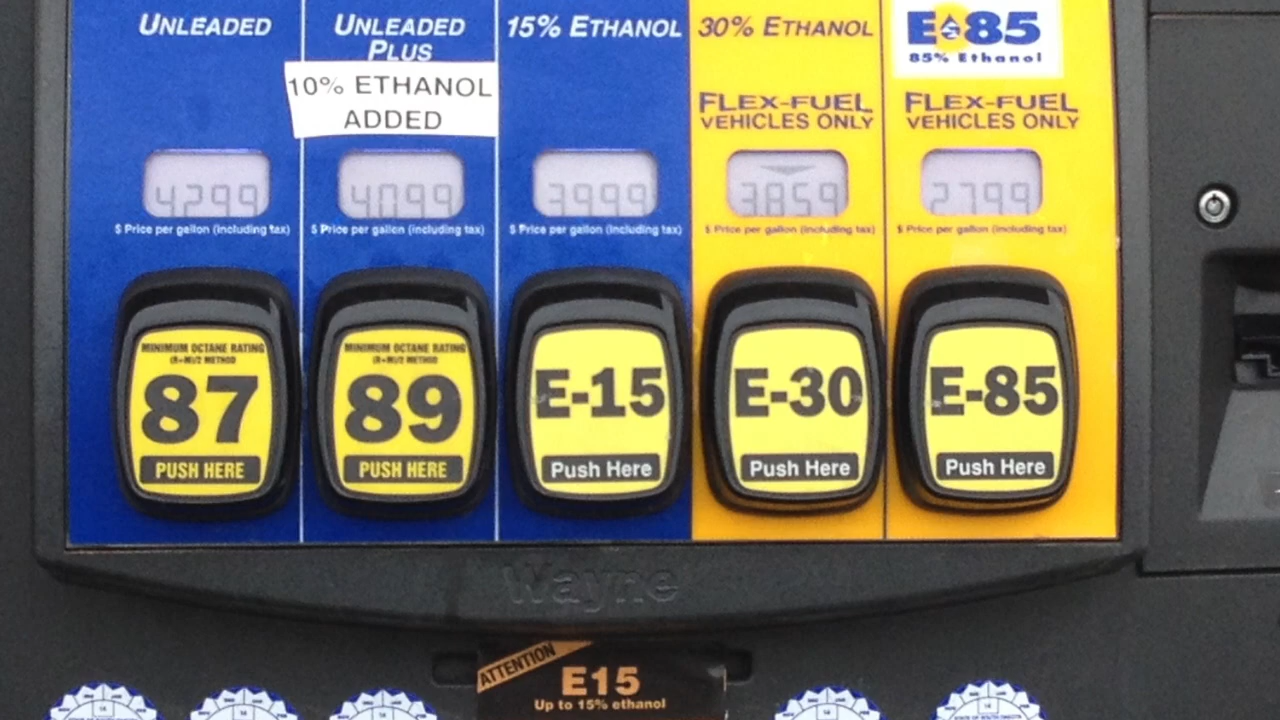 UNLEADED
UNLEADED
PLUS
10% ETHANOL
ADDED
15% ETHANOL
30% ETHANOL
FLEX-FUEL
VEHICLES ONLY
E85
85% Ethanol
FLEX-FUEL
VEHICLES ONLY
4299
4099
3999
3859
2799
$ Price per gallon (including tax)
$ Price per gallon (including tax)
$ Price per gallon (including tax)
$ Price per gallon (including tax)
$ Price per gallon (including tax)
MINIMUM OCTANE RATING
(R+M)/2 METHOD
87
PUSH HERE
MINIMUM OCTANE RATING
(R+M)/2 METHOD
89
PUSH HERE
E-15
Push Here
E-30
Push Here
E-85
Push Here
Wayne
ATTENTION
E15
Up to 15% ethanol